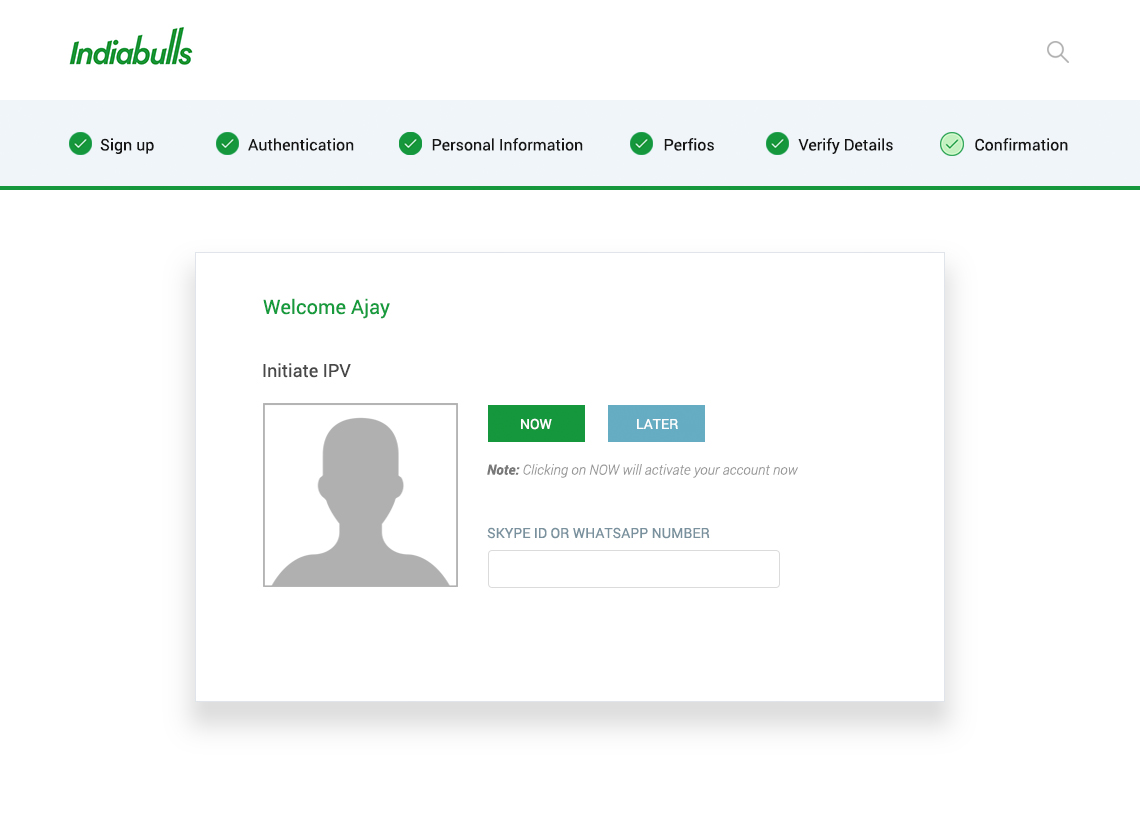 Indiabulls
Sign up Authentication Personal Information Perfios Verify Details Confirmation
Welcome Ajay
Initiate IPV
NOW LATER
Note: Clicking on NOW will activate your account now
SKYPE ID OR WHATSAPP NUMBER